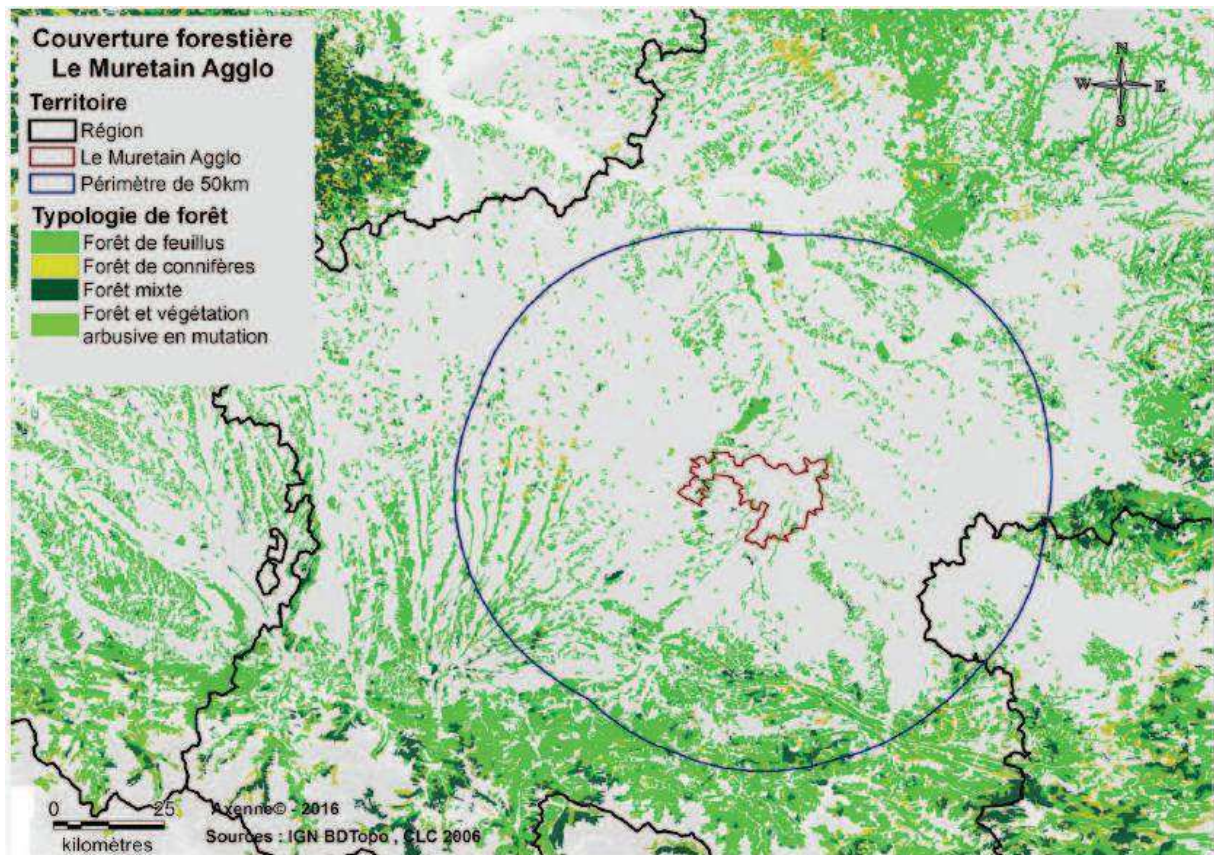 Couverture forestière
Le Muretain Agglo
Territoire
Région
Le Muretain Agglo
Périmètre de 50km
Typologie de forêt
Forêt de feuillus
Forêt de connifères
Forêt mixte
Forêt et végétation
arbusive en mutation
N
W E
S
0 25
kilomètres
Axenne© - 2016
Sources : IGN BDTopo , CLC 2006